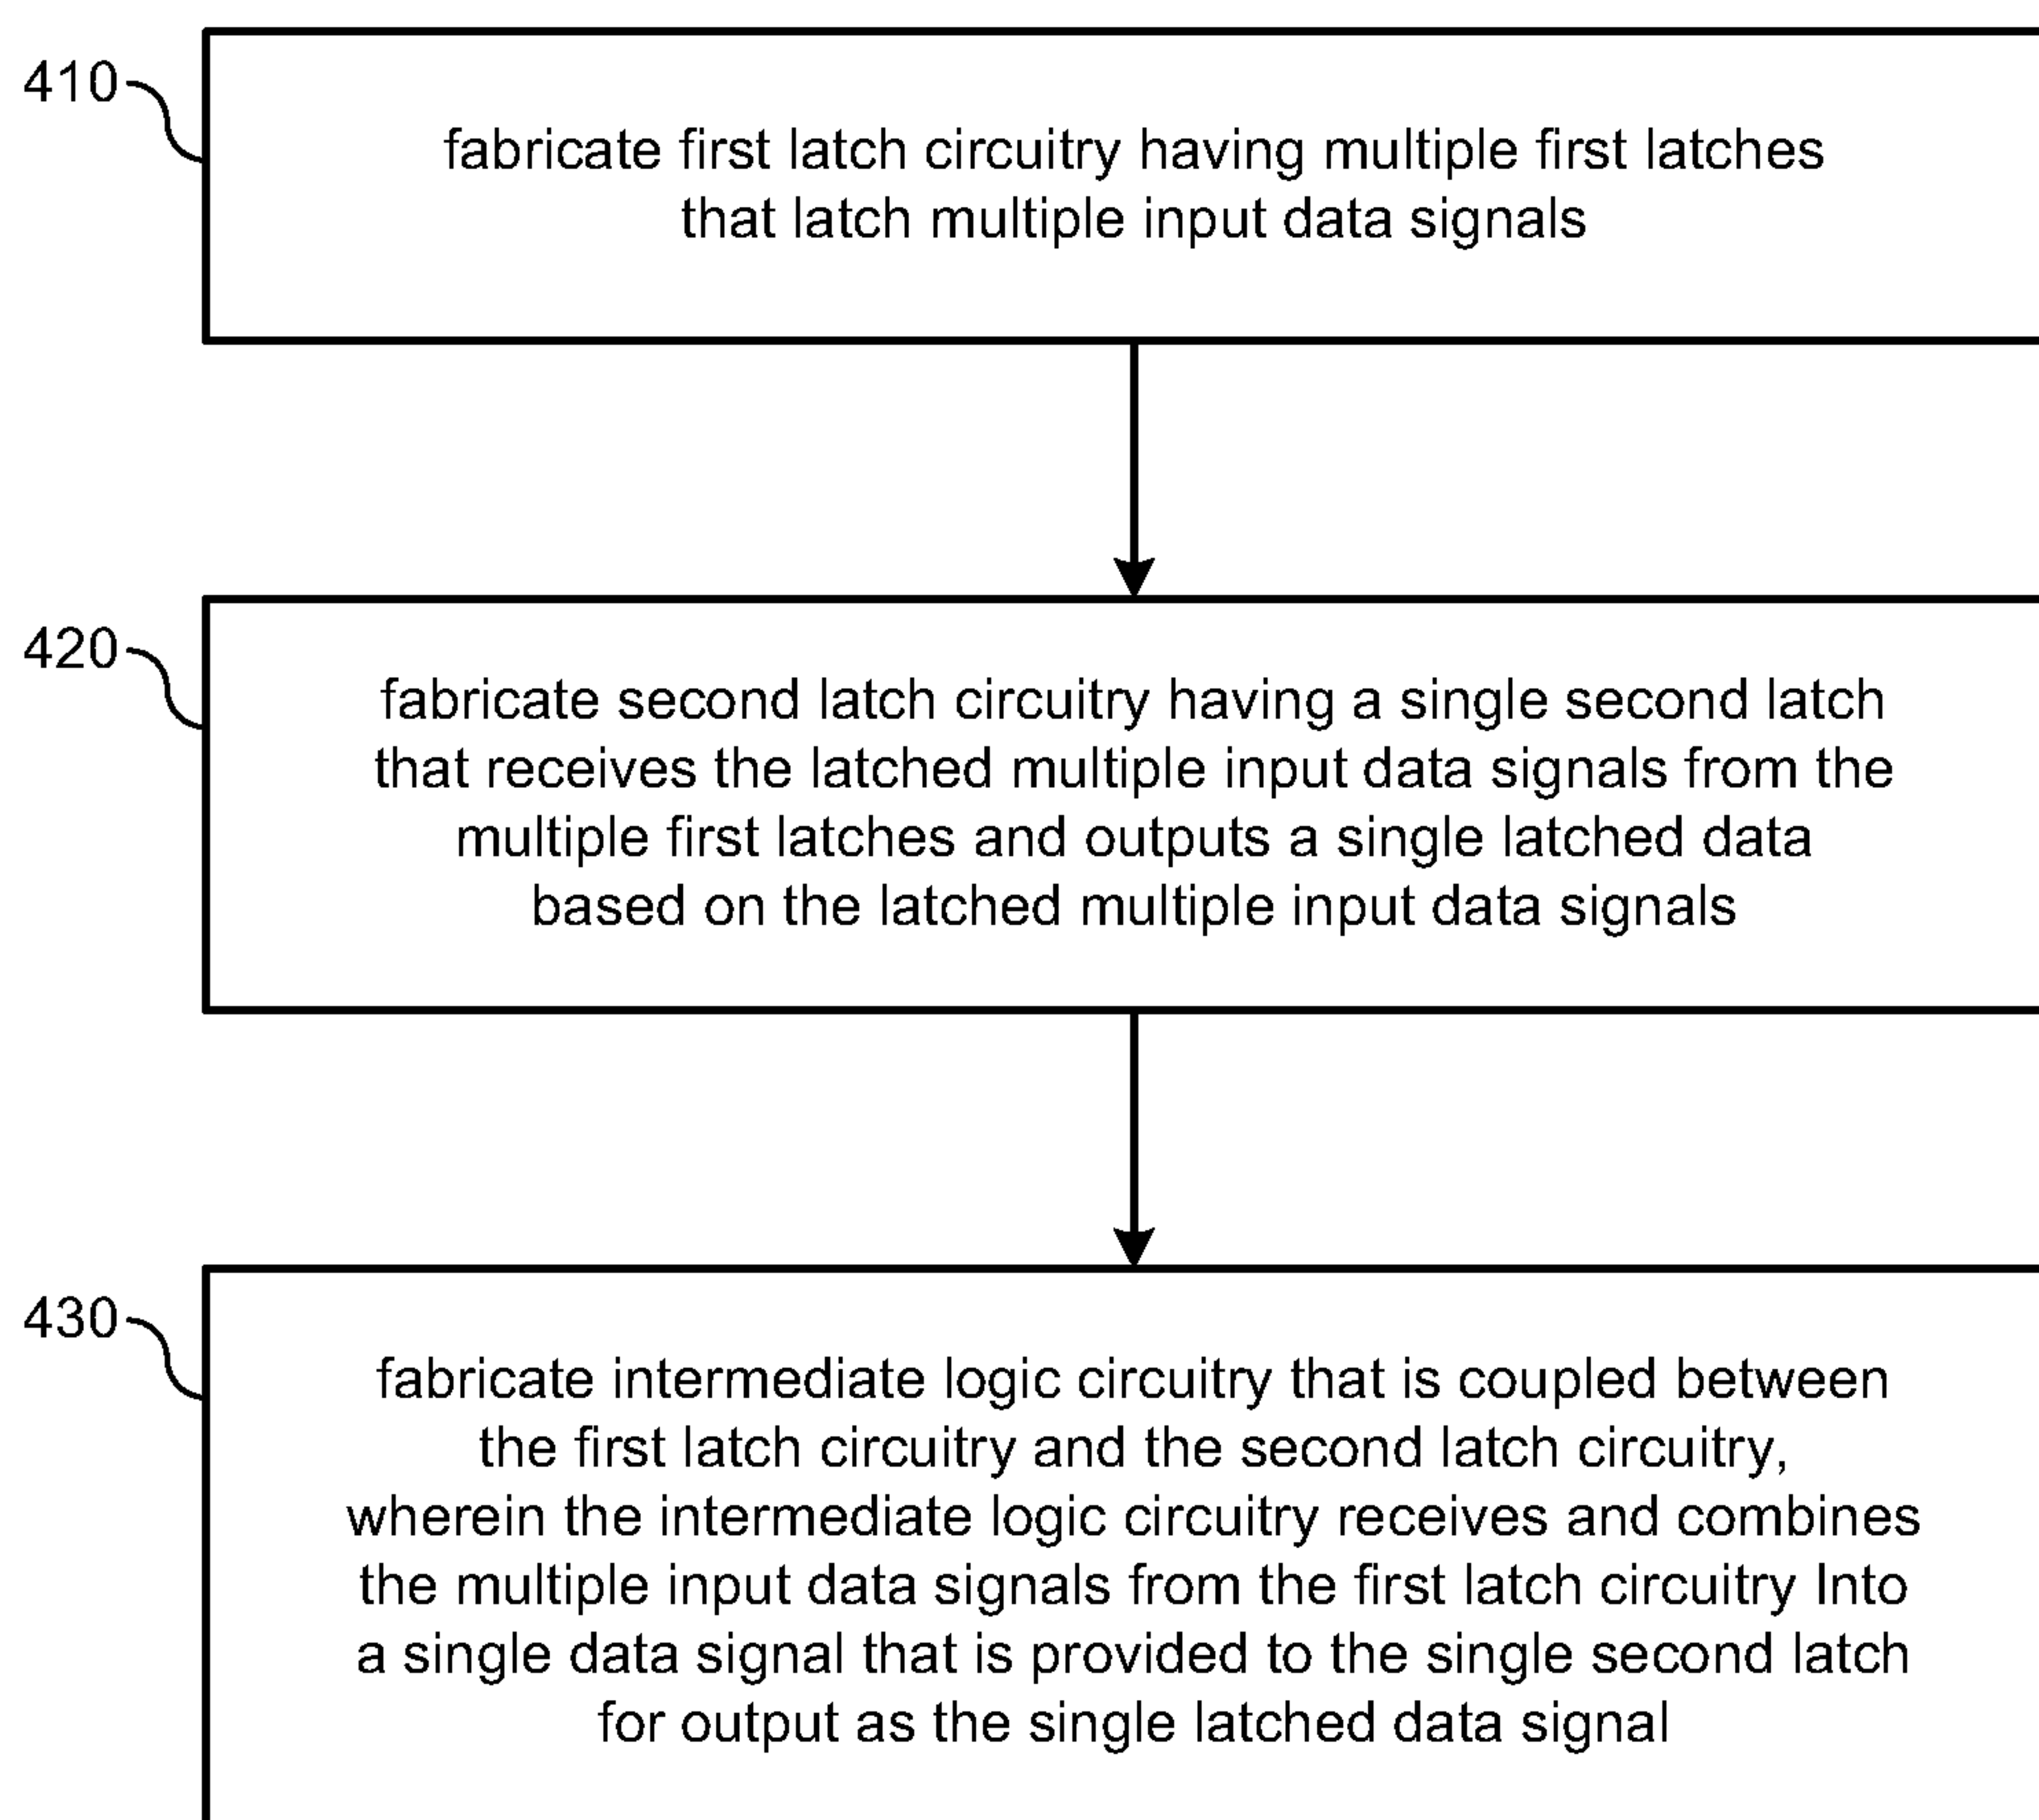 410
fabricate first latch circuitry having multiple first latches
that latch multiple input data signals
420
fabricate second latch circuitry having a single second latch
that receives the latched multiple input data signals from the
multiple first latches and outputs a single latched data
based on the latched multiple input data signals
430
fabricate intermediate logic circuitry that is coupled between
the first latch circuitry and the second latch circuitry,
wherein the intermediate logic circuitry receives and combines
the multiple input data signals from the first latch circuitry Into
a single data signal that is provided to the single second latch
for output as the single latched data signal